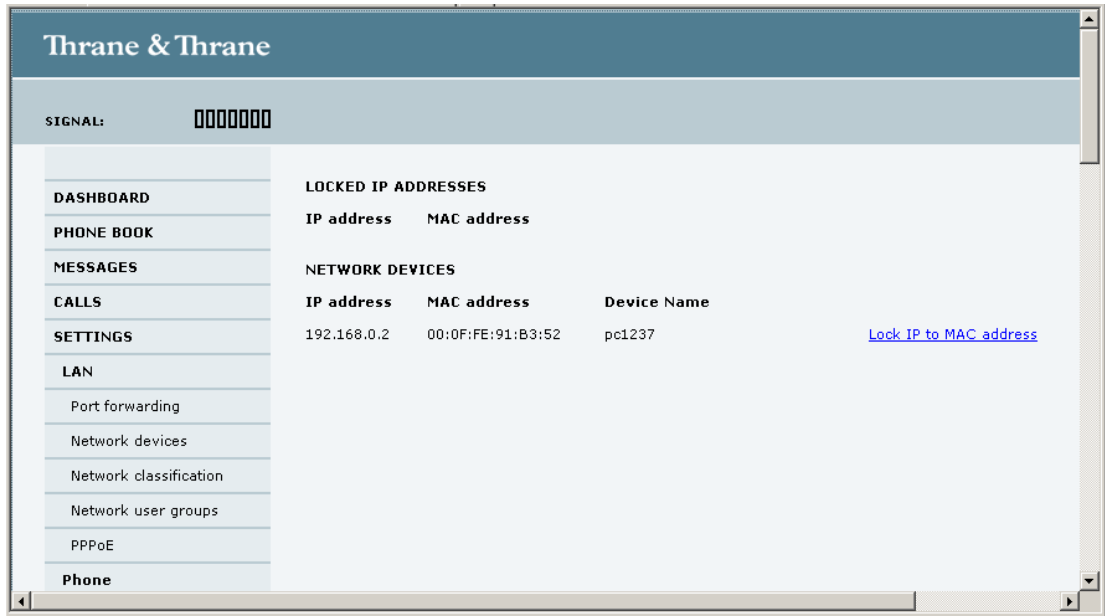 Thrane & Thrane
SIGNAL:
DASHBOARD
PHONE BOOK
MESSAGES
CALLS
SETTINGS
LAN
Port forwarding
Network devices
Network classification
Network user groups
PPPoE
Phone
LOCKED IP ADDRESSES
IP address MAC address
NETWORK DEVICES
IP address MAC address Device Name
192.168.0.2 00:0F:FE:91:B3:52 pc1237 Lock IP to MAC address